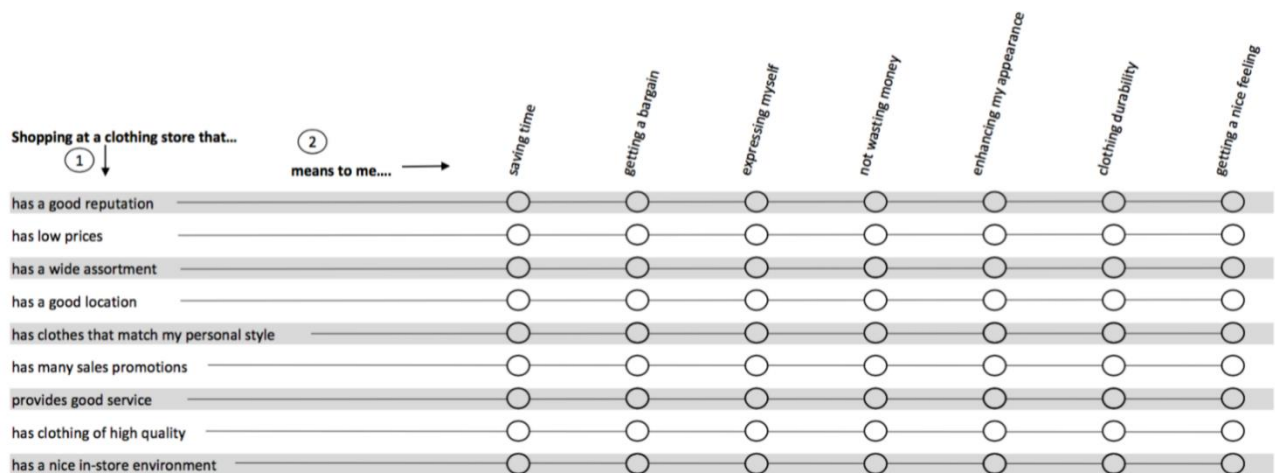 saving time
getting a bargain
expressing myself
not wasting money
enhancing my appearance
clothing durability
getting a nice feeling
Shopping at a clothing store that...
1
2
means to me....
has a good reputation
has low prices
has a wide assortment
has a good location
has clothes that match my personal style
has many sales promotions
provides good service
has clothing of high quality
has a nice in-store environment